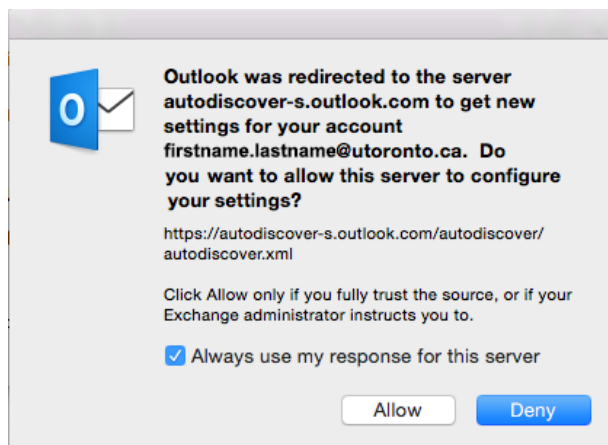 Outlook was redirected to the server
autodiscover-s.outlook.com to get new
settings for your account
firstname.lastname@utoronto.ca. Do
you want to allow this server to configure
your settings?
https://autodiscover-s.outlook.com/autodiscover/
autodiscover.xml
Click Allow only if you fully trust the source, or if your
Exchange administrator instructs you to.
Always use my response for this server
Allow
Deny